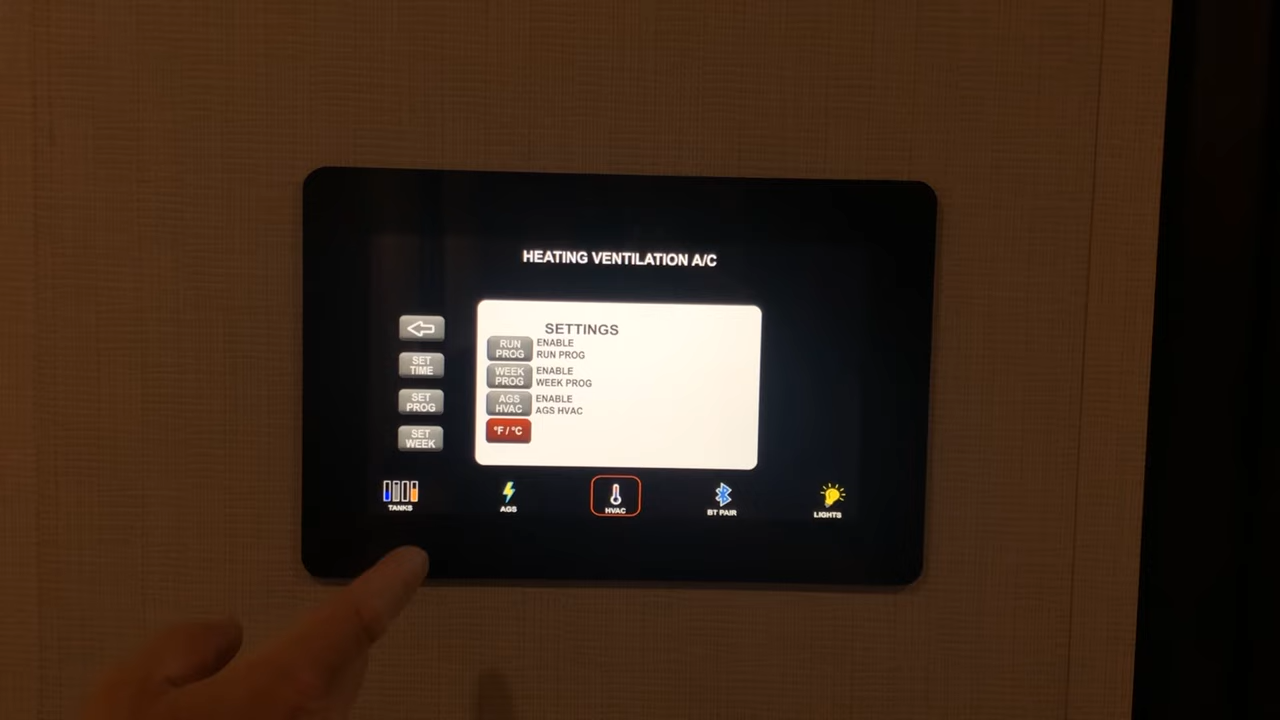 HEATING VENTILATION A/C
SETTINGS
SET
TIME
SET
PROG
SET
WEEK
RUN
PROG
ENABLE
RUN PROG
WEEK
PROG
ENABLE
WEEK PROG
AGS
HVAC
ENABLE
AGS HVAC
°F / °C
TANKS
AGS
HVAC
BT PAIR
LIGHTS